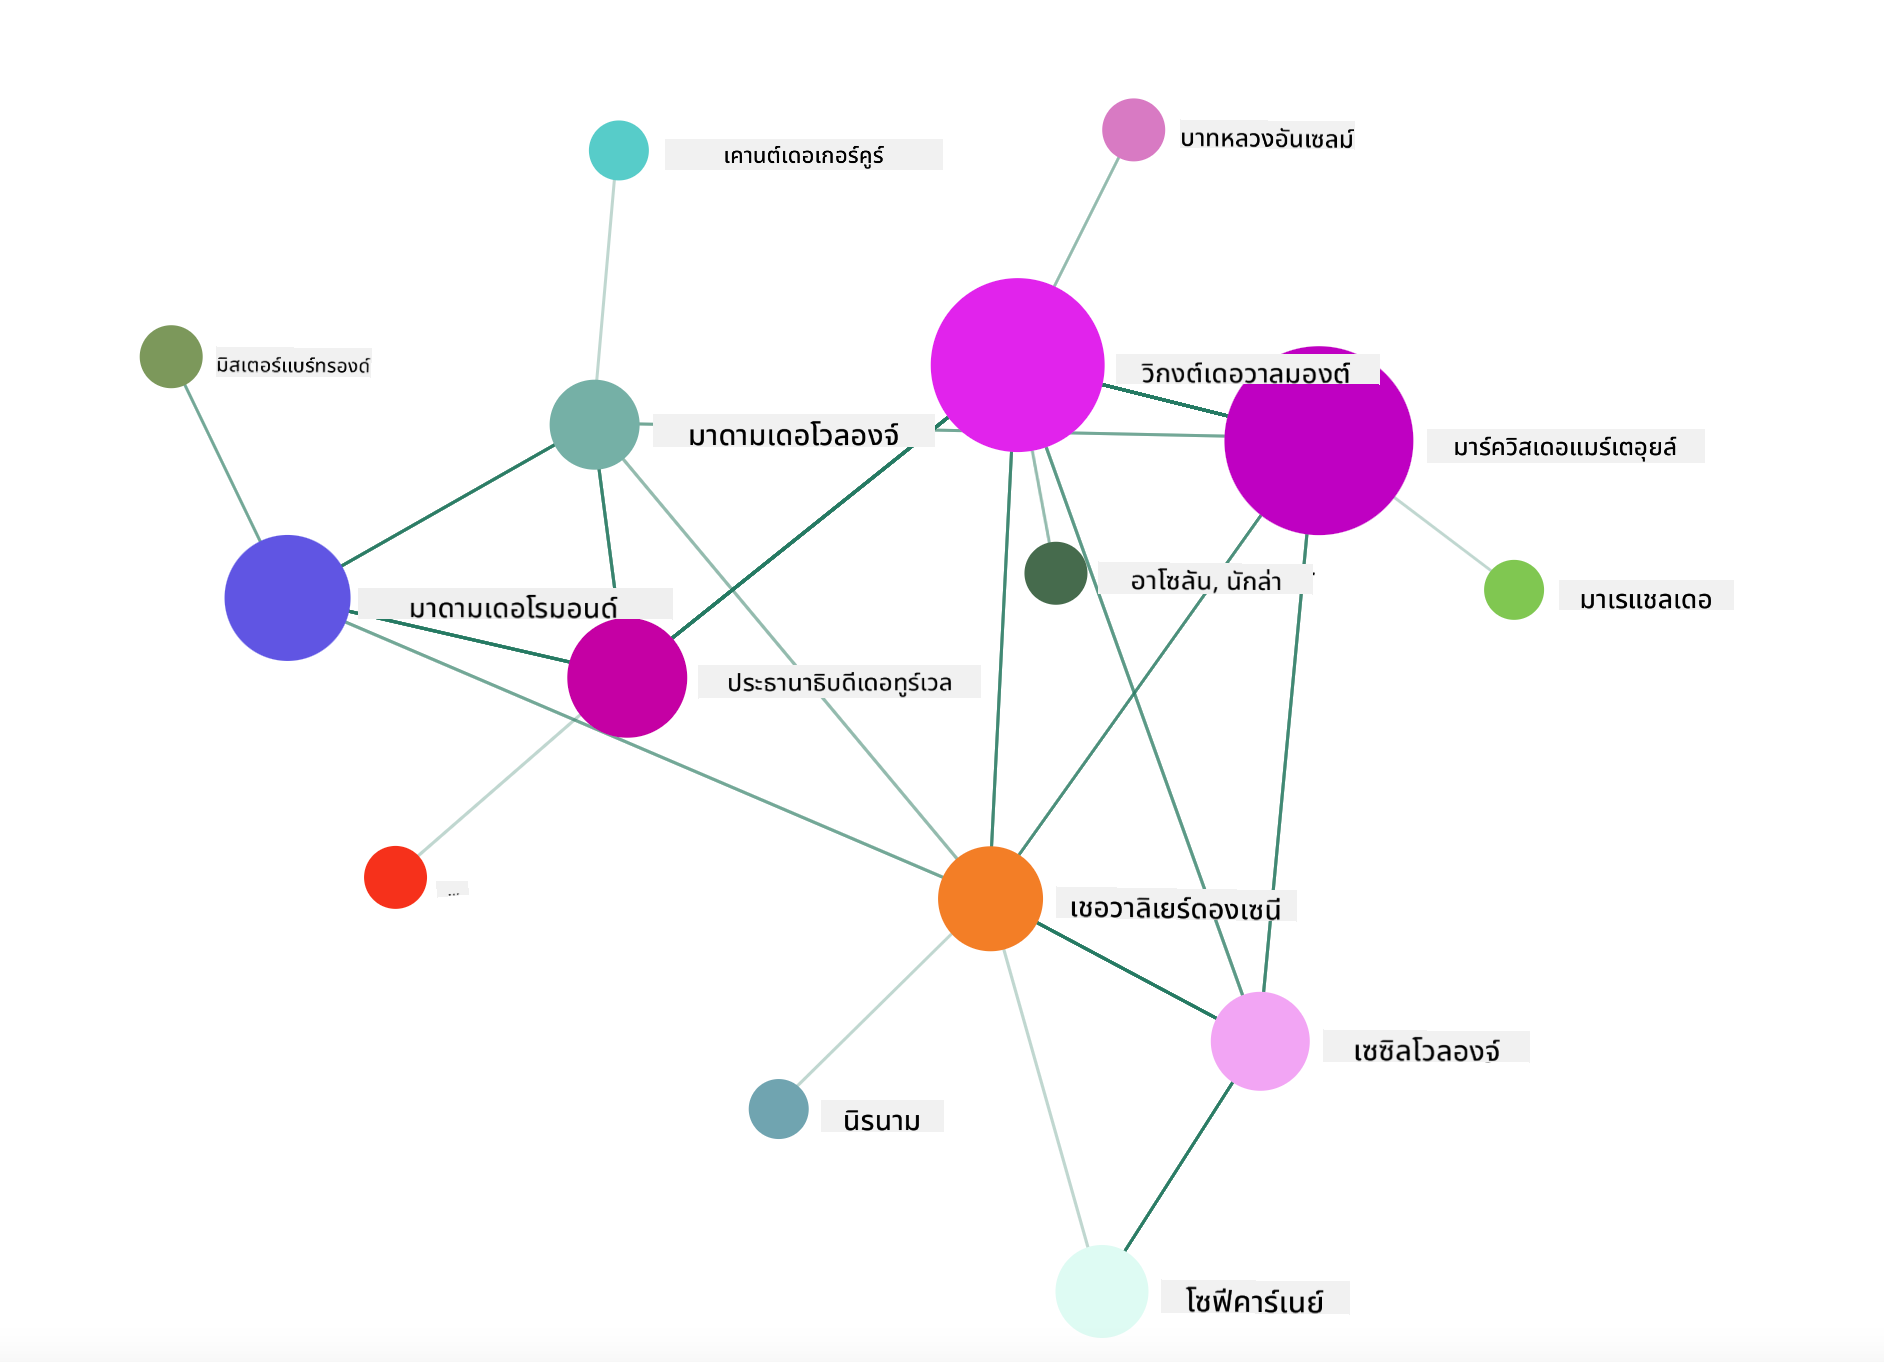 บาทหลวงอันเซลม์
เคานต์เดอเกอร์คูร์
มิสเตอร์แบร์ทรองด์
วิกงต์เดอวาลมองต์
มาดามเดอโวลองจ์
มาร์ควิสเดอแมร์เตอุยล์
อาโซลัน, นักล่า
มาเรแชลเดอ
มาดามเดอโรมอนด์
ประธานาธิบดีเดอทูร์เวล
...
เชอวาลิเยร์ดองเซนี
เซซิลโวลองจ์
นิรนาม
โซฟีคาร์เนย์